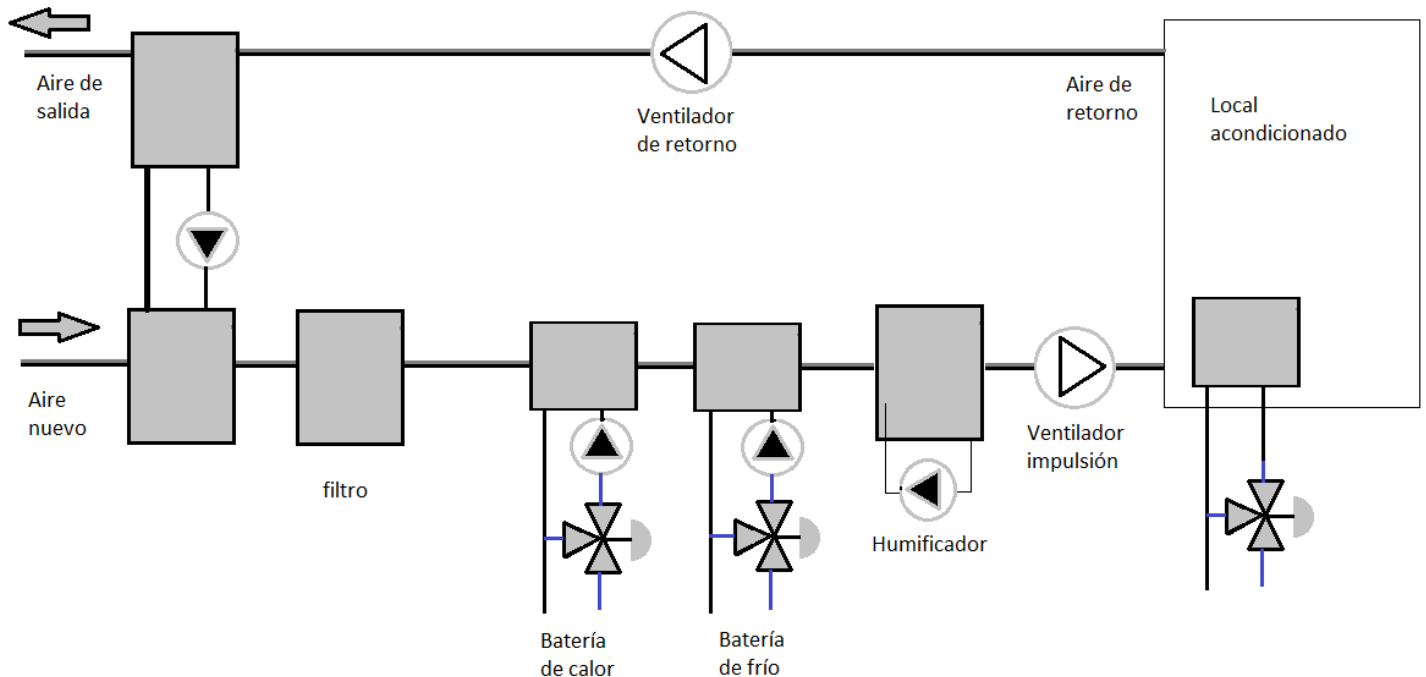 Aire de
salida
Ventilador
de retorno
Aire de
retorno
Local
acondicionado
Aire
nuevo
filtro
Batería
de calor
Batería
de frío
Humificador
Ventilador
impulsión